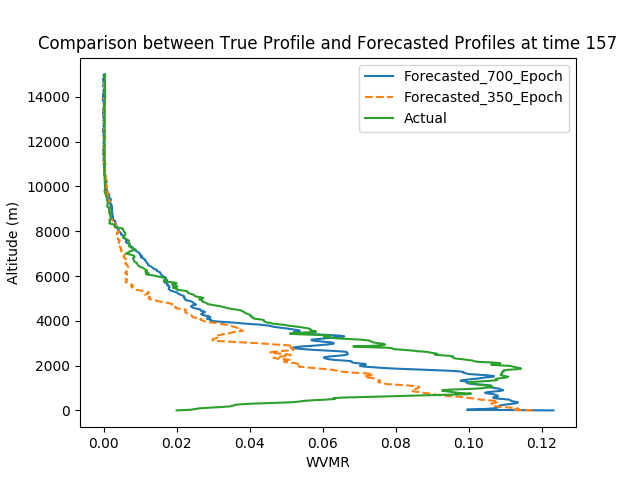 Comparison between True Profile and Forecasted Profiles at time 157
Forecasted_700_Epoch
Forecasted_350_Epoch
Actual
14000
12000
10000
8000
6000
4000
2000
0
Altitude (m)
0.00 0.02 0.04 0.06 0.08 0.10 0.12
WVMR